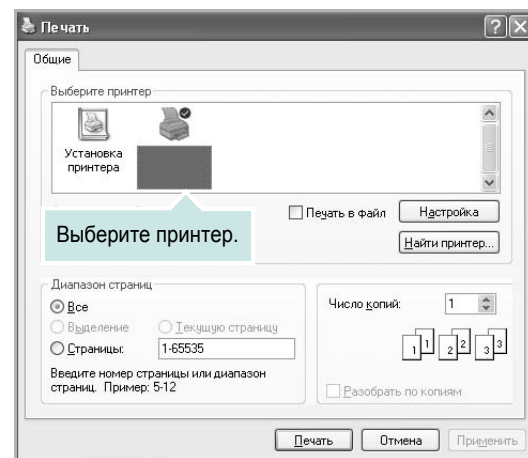 Печать
Общие
Выберите принтер
Установка
принтера
Выберите принтер.
Печать в файл
Настройка
Найти принтер...
Диапазон страниц
Все
Выделение
Текущую страницу
Страницы:
1-65535
Введите номер страницы или диапазон
страниц. Пример: 5-12
Число копий:
1
1 1 2 2 3 3
Разобрать по копиям
Печать
Отмена
Применить